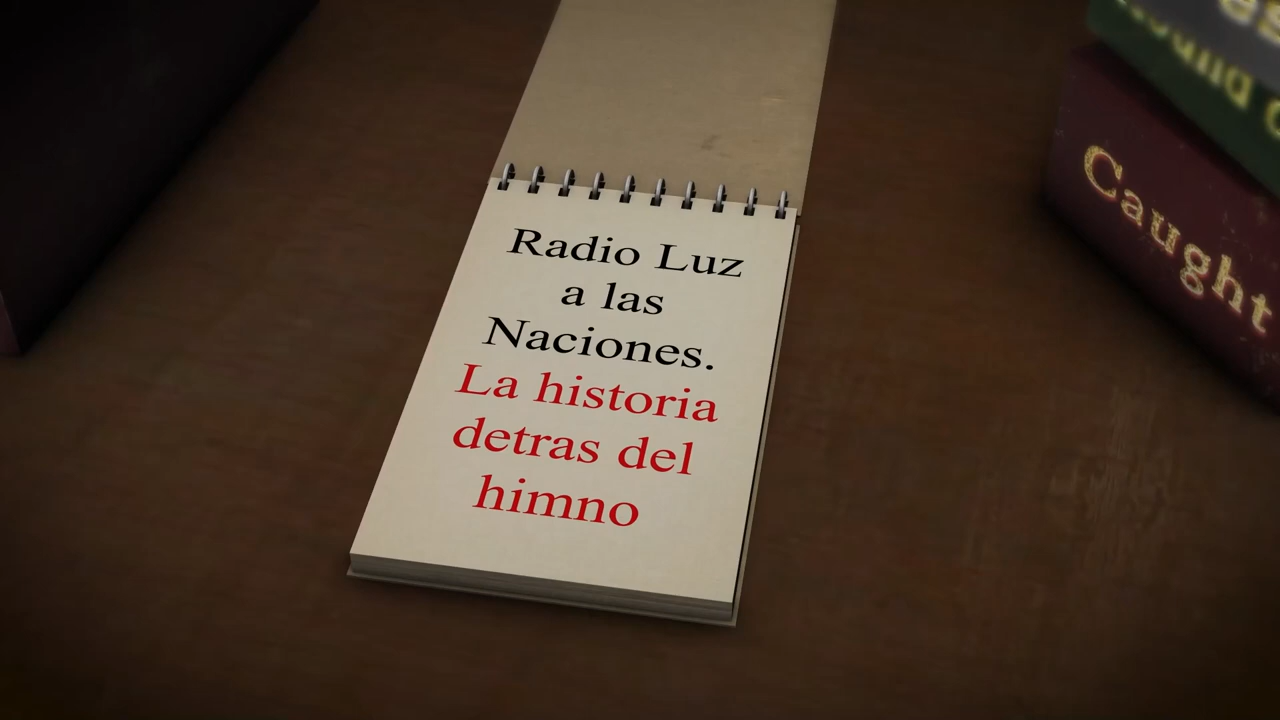 Radio Luz
a las
Naciones.
La historia
detras del
himno
Caught